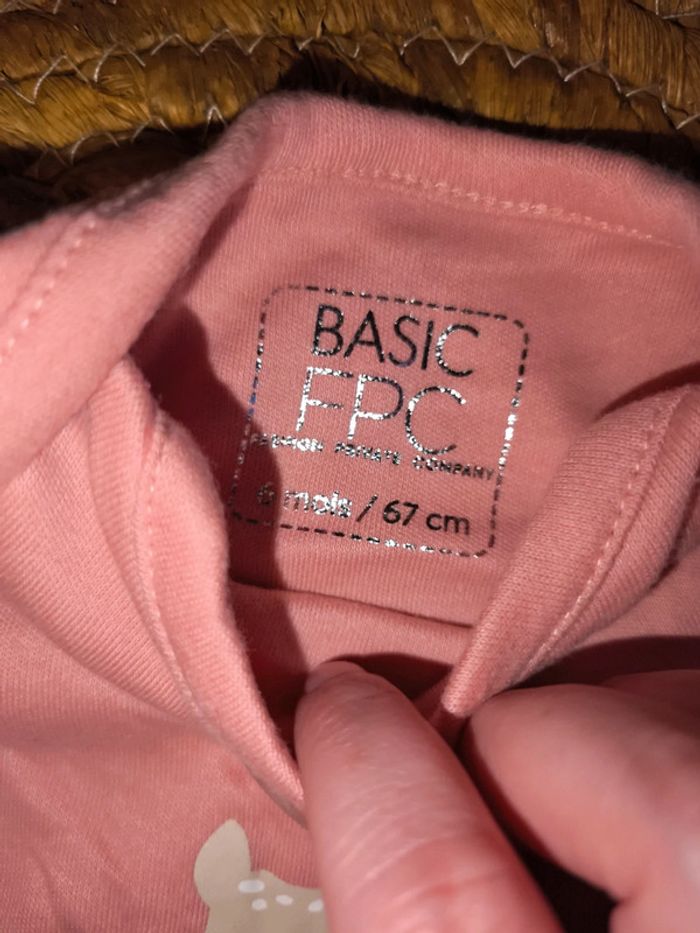 BASIC
FPC
FASHION PRIVATE COMPANY
6 mois / 67 cm